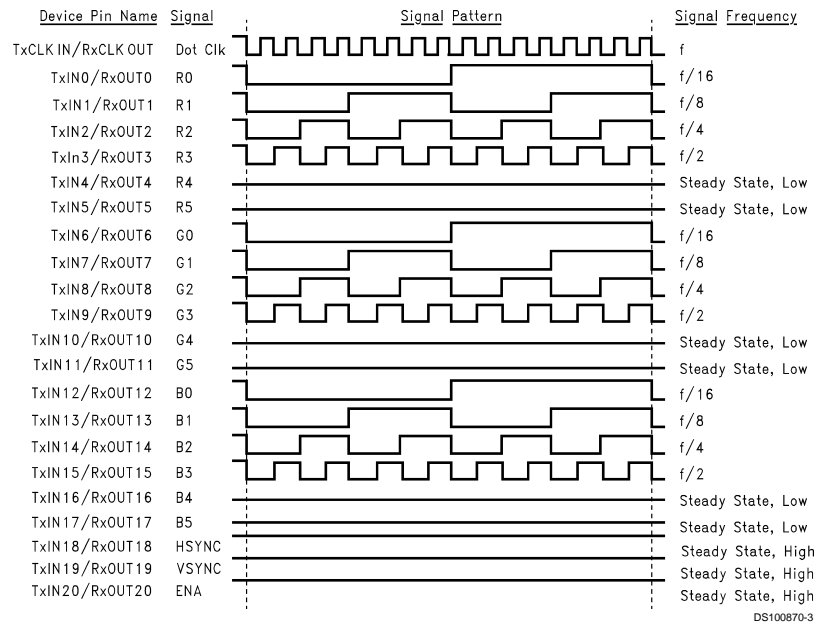 Device Pin Name Signal Signal Pattern Signal Frequency
TxCLK IN/RxCLK OUT Dot Clk f
TxIN0/RxOUT0 R0 f/16
TxIN1/RxOUT1 R1 f/8
TxIN2/RxOUT2 R2 f/4
TxIn3/RxOUT3 R3 f/2
TxIN4/RxOUT4 R4 Steady State, Low
TxIN5/RxOUT5 R5 Steady State, Low
TxIN6/RxOUT6 G0 f/16
TxIN7/RxOUT7 G1 f/8
TxIN8/RxOUT8 G2 f/4
TxIN9/RxOUT9 G3 f/2
TxIN10/RxOUT10 G4 Steady State, Low
TxIN11/RxOUT11 G5 Steady State, Low
TxIN12/RxOUT12 B0 f/16
TxIN13/RxOUT13 B1 f/8
TxIN14/RxOUT14 B2 f/4
TxIN15/RxOUT15 B3 f/2
TxIN16/RxOUT16 B4 Steady State, Low
TxIN17/RxOUT17 B5 Steady State, Low
TxIN18/RxOUT18 HSYNC Steady State, High
TxIN19/RxOUT19 VSYNC Steady State, High
TxIN20/RxOUT20 ENA Steady State, High
DS100870-3